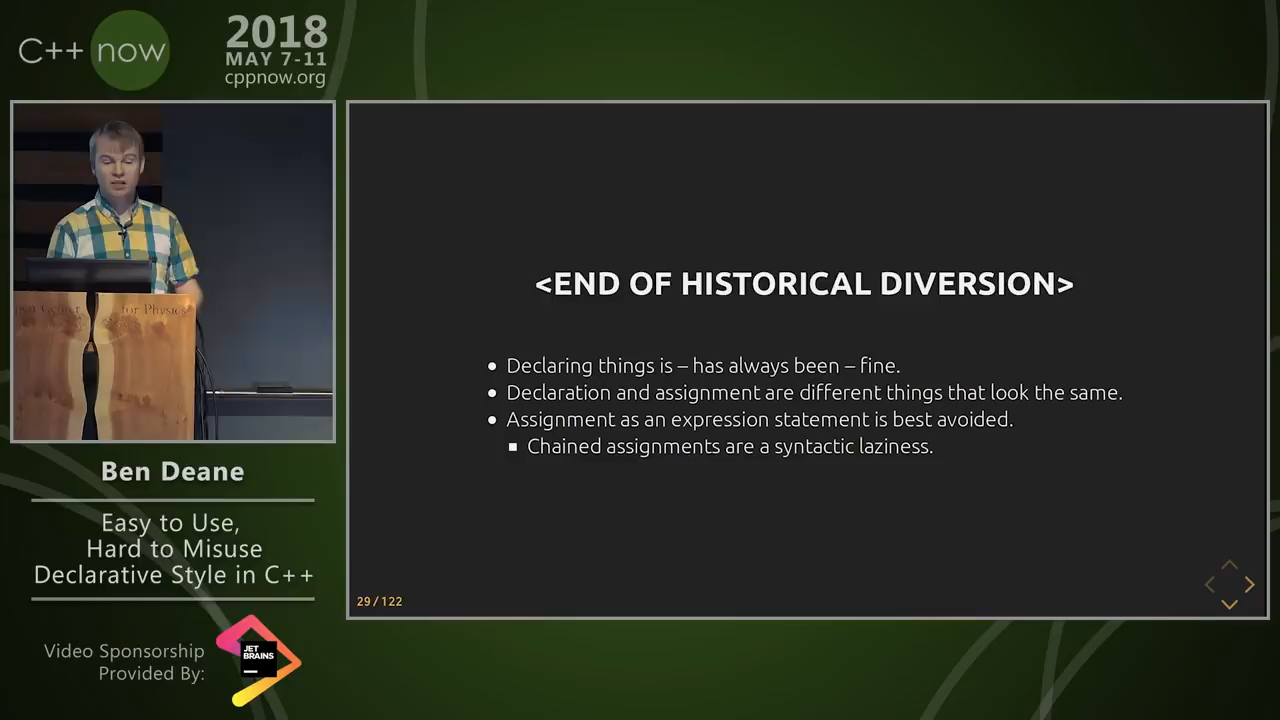 C++ now
2018
MAY 7-11
cppnow.org
for Physics
Ben Deane
Easy to Use,
Hard to Misuse
Declarative Style in C++
Video Sponsorship
Provided By:
JET
BRAINS
<END OF HISTORICAL DIVERSION>
• Declaring things is – has always been – fine.
• Declaration and assignment are different things that look the same.
• Assignment as an expression statement is best avoided.
▪ Chained assignments are a syntactic laziness.
29 / 122